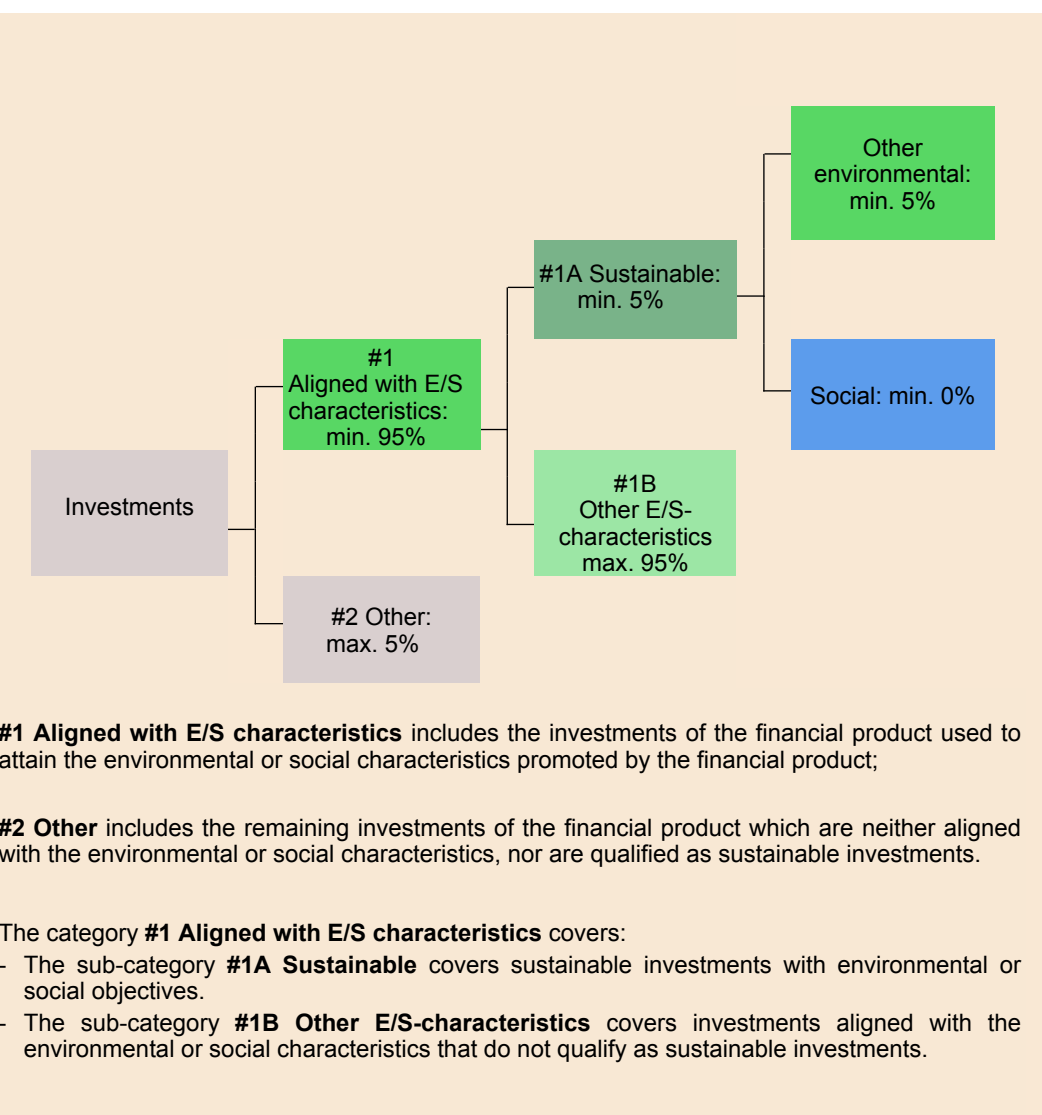 Other
environmental:
min. 5%
#1A Sustainable:
min. 5%
#1
Aligned with E/S
characteristics:
min. 95%
Social: min. 0%
Investments
#1B
Other E/S-
characteristics
max. 95%
#2 Other:
max. 5%
#1 Aligned with E/S characteristics includes the investments of the financial product used to
attain the environmental or social characteristics promoted by the financial product;
#2 Other includes the remaining investments of the financial product which are neither aligned
with the environmental or social characteristics, nor are qualified as sustainable investments.
The category #1 Aligned with E/S characteristics covers:
- The sub-category #1A Sustainable covers sustainable investments with environmental or
social objectives.
- The sub-category #1B Other E/S-characteristics covers investments aligned with the
environmental or social characteristics that do not qualify as sustainable investments.